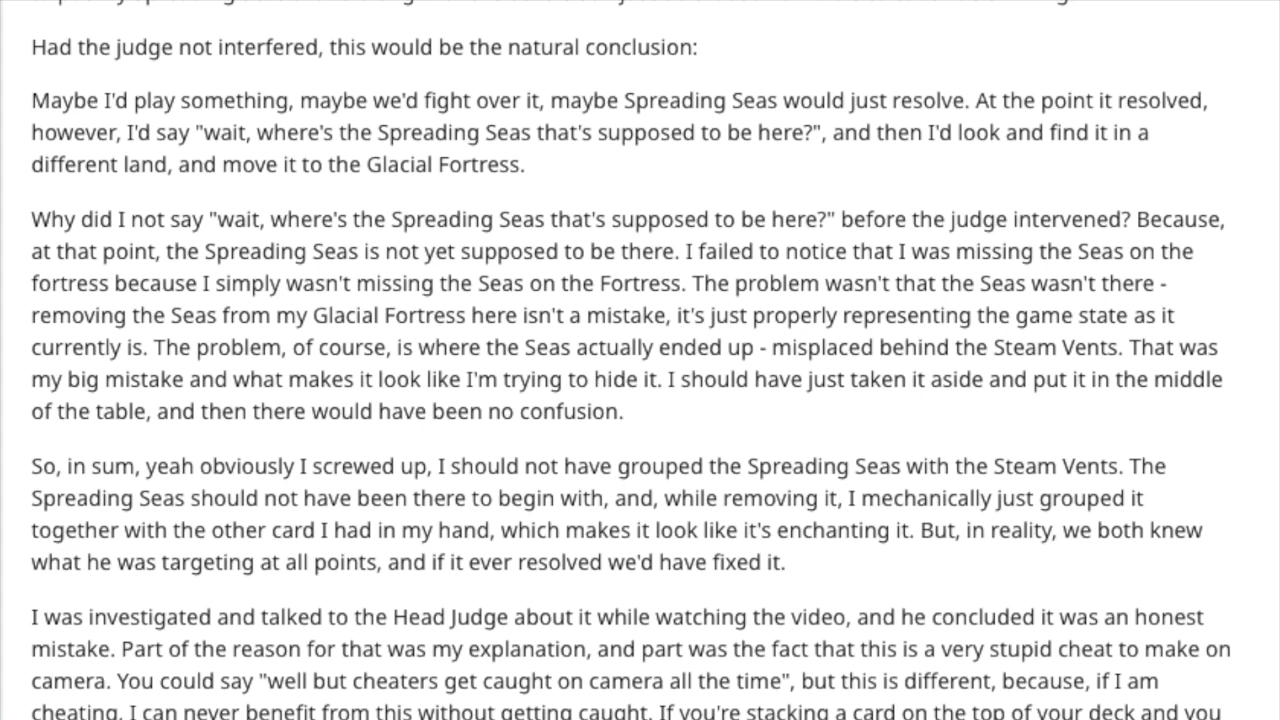 Had the judge not interfered, this would be the natural conclusion:
Maybe I'd play something, maybe we'd fight over it, maybe Spreading Seas would just resolve. At the point it resolved,
however, I'd say "wait, where's the Spreading Seas that's supposed to be here?", and then I'd look and find it in a
different land, and move it to the Glacial Fortress.
Why did I not say "wait, where's the Spreading Seas that's supposed to be here?" before the judge intervened? Because,
at that point, the Spreading Seas is not yet supposed to be there. I failed to notice that I was missing the Seas on the
fortress because I simply wasn't missing the Seas on the Fortress. The problem wasn't that the Seas wasn't there -
removing the Seas from my Glacial Fortress here isn't a mistake, it's just properly representing the game state as it
currently is. The problem, of course, is where the Seas actually ended up - misplaced behind the Steam Vents. That was
my big mistake and what makes it look like I'm trying to hide it. I should have just taken it aside and put it in the middle
of the table, and then there would have been no confusion.
So, in sum, yeah obviously I screwed up, I should not have grouped the Spreading Seas with the Steam Vents. The
Spreading Seas should not have been there to begin with, and, while removing it, I mechanically just grouped it
together with the other card I had in my hand, which makes it look like it's enchanting it. But, in reality, we both knew
what he was targeting at all points, and if it ever resolved we'd have fixed it.
I was investigated and talked to the Head Judge about it while watching the video, and he concluded it was an honest
mistake. Part of the reason for that was my explanation, and part was the fact that this is a very stupid cheat to make on
camera. You could say "well but cheaters get caught on camera all the time", but this is different, because, if I am
cheating, I can never benefit from this without getting caught. If you're stacking a card on the top of your deck and you